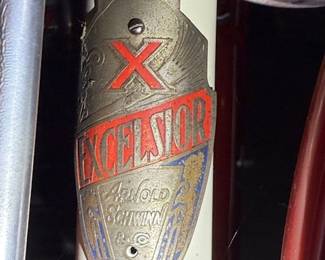 X
EXCELSIOR
ARNOLD
SCHWINN
& Co